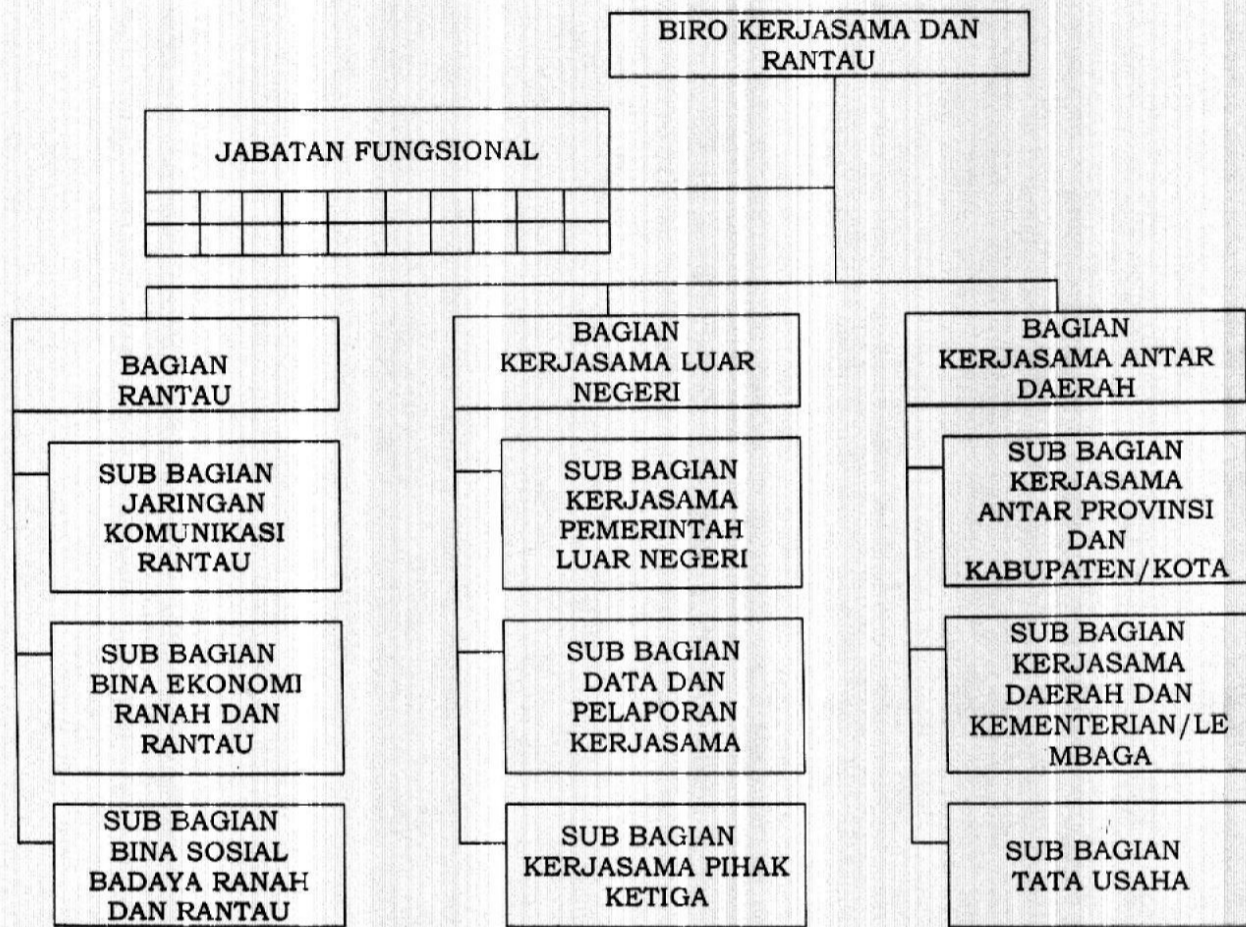 BIRO KERJASAMA DAN
RANTAU
JABATAN FUNGSIONAL
BAGIAN
RANTAU
SUB BAGIAN
JARINGAN
KOMUNIKASI
RANTAU
SUB BAGIAN
BINA EKONOMI
RANAH DAN
RANTAU
SUB BAGIAN
BINA SOSIAL
BADAYA RANAH
DAN RANTAU
BAGIAN
KERJASAMA LUAR
NEGERI
SUB BAGIAN
KERJASAMA
PEMERINTAH
LUAR NEGERI
SUB BAGIAN
DATA DAN
PELAPORAN
KERJASAMA
SUB BAGIAN
KERJASAMA PIHAK
KETIGA
BAGIAN
KERJASAMA ANTAR
DAERAH
SUB BAGIAN
KERJASAMA
ANTAR PROVINSI
DAN
KABUPATEN/KOTA
SUB BAGIAN
KERJASAMA
DAERAH DAN
KEMENTERIAN/LE
MBAGA
SUB BAGIAN
TATA USAHA